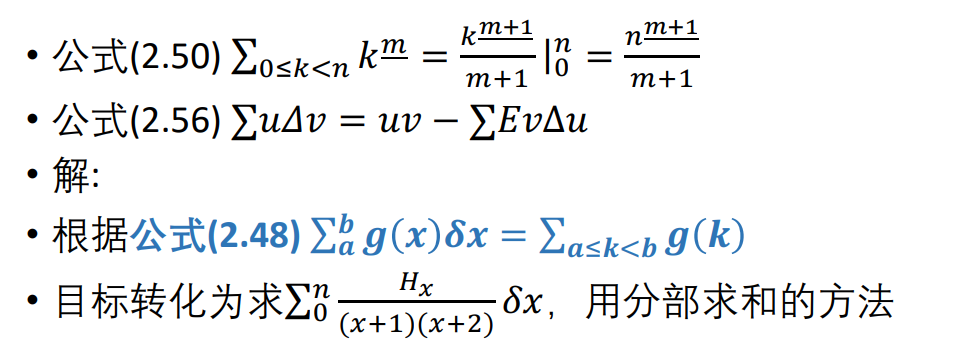 • 公式(2.50) ∑_{0≤k<n} k^{\underline{m}} = \frac{k^{\underline{m+1}}}{m+1} |_0^n = \frac{n^{\underline{m+1}}}{m+1}
• 公式(2.56) ∑uΔv = uv − ∑EvΔu
• 解:
• 根据公式(2.48) ∑_a^b g(x)δx = ∑_{a≤k<b} g(k)
• 目标转化为求∑_0^n \frac{H_x}{(x+1)(x+2)} δx，用分部求和的方法